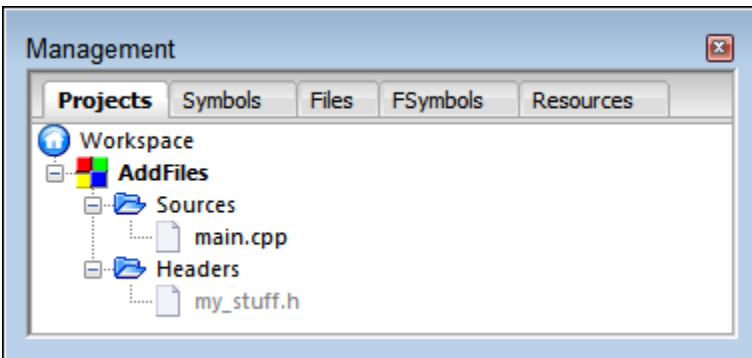 Management
Projects Symbols Files FSymbols Resources
Workspace
AddFiles
Sources
main.cpp
Headers
my_stuff.h